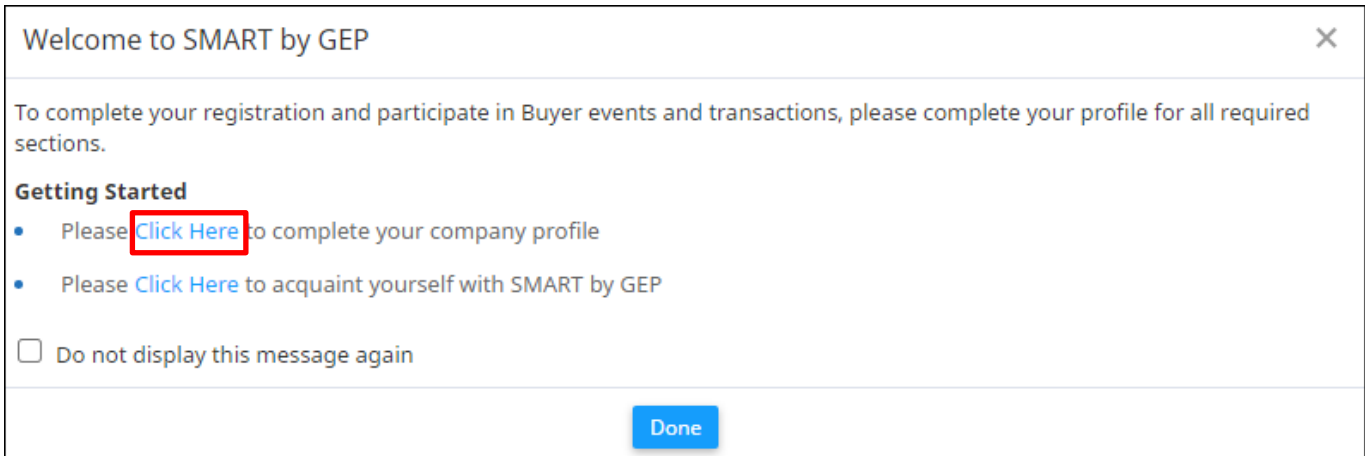 Welcome to SMART by GEP
To complete your registration and participate in Buyer events and transactions, please complete your profile for all required
sections.
Getting Started
Please Click Here to complete your company profile
Please Click Here to acquaint yourself with SMART by GEP
Do not display this message again
Done